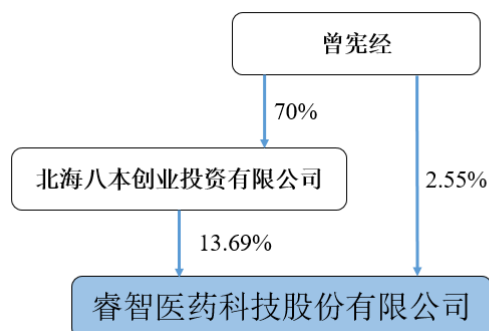 曾宪经
70%
北海八本创业投资有限公司
2.55%
13.69%
睿智医药科技股份有限公司